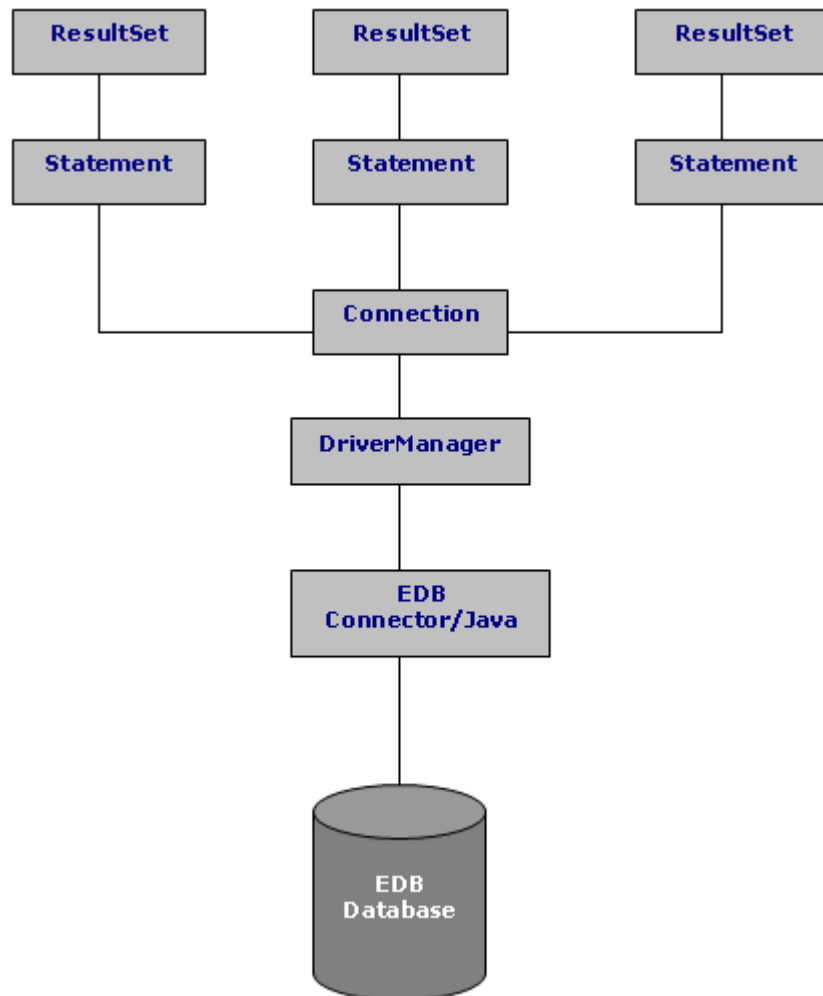 ResultSet
ResultSet
ResultSet
Statement
Statement
Statement
Connection
DriverManager
EDB
Connector/Java
EDB
Database